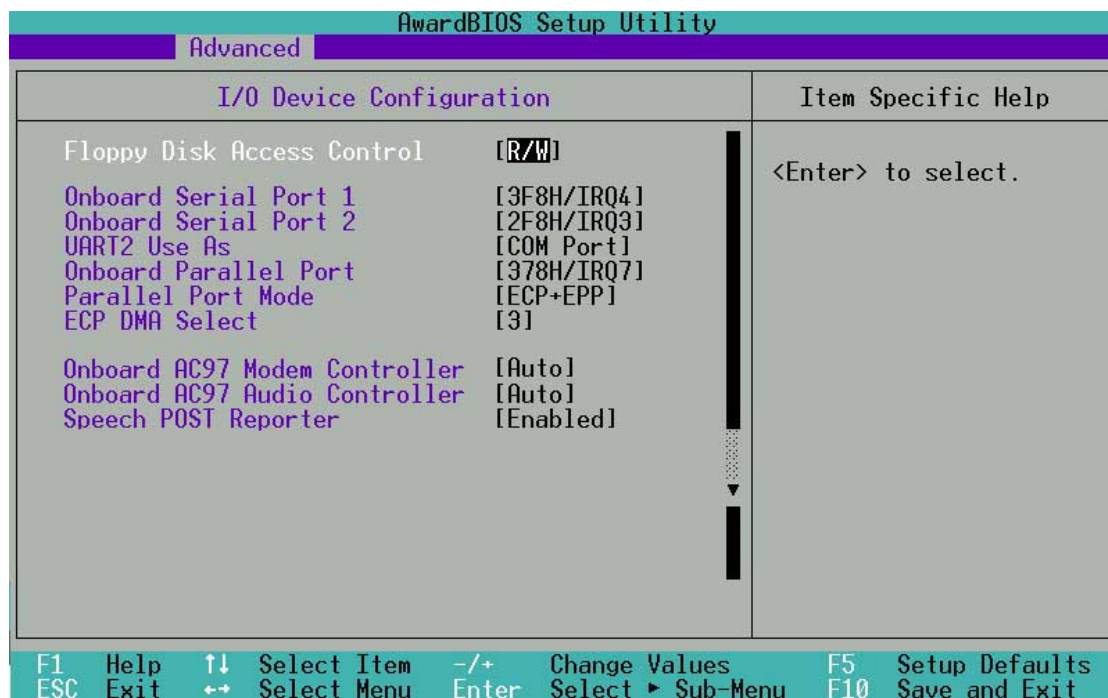 AwardBIOS Setup Utility
Advanced
I/O Device Configuration
Item Specific Help
Floppy Disk Access Control [R/W]
<Enter> to select.
Onboard Serial Port 1 [3F8H/IRQ4]
Onboard Serial Port 2 [2F8H/IRQ3]
UART2 Use As [COM Port]
Onboard Parallel Port [378H/IRQ7]
Parallel Port Mode [ECP+EPP]
ECP DMA Select [3]
Onboard AC97 Modem Controller [Auto]
Onboard AC97 Audio Controller [Auto]
Speech POST Reporter [Enabled]
F1 Help ↑↓ Select Item -/+ Change Values F5 Setup Defaults
ESC Exit ←→ Select Menu Enter Select ► Sub-Menu F10 Save and Exit